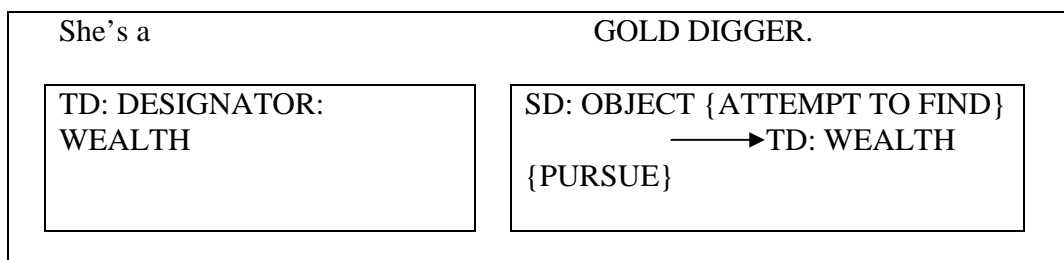 She’s a GOLD DIGGER.
TD: DESIGNATOR:
WEALTH
SD: OBJECT {ATTEMPT TO FIND}
TD: WEALTH
{PURSUE}